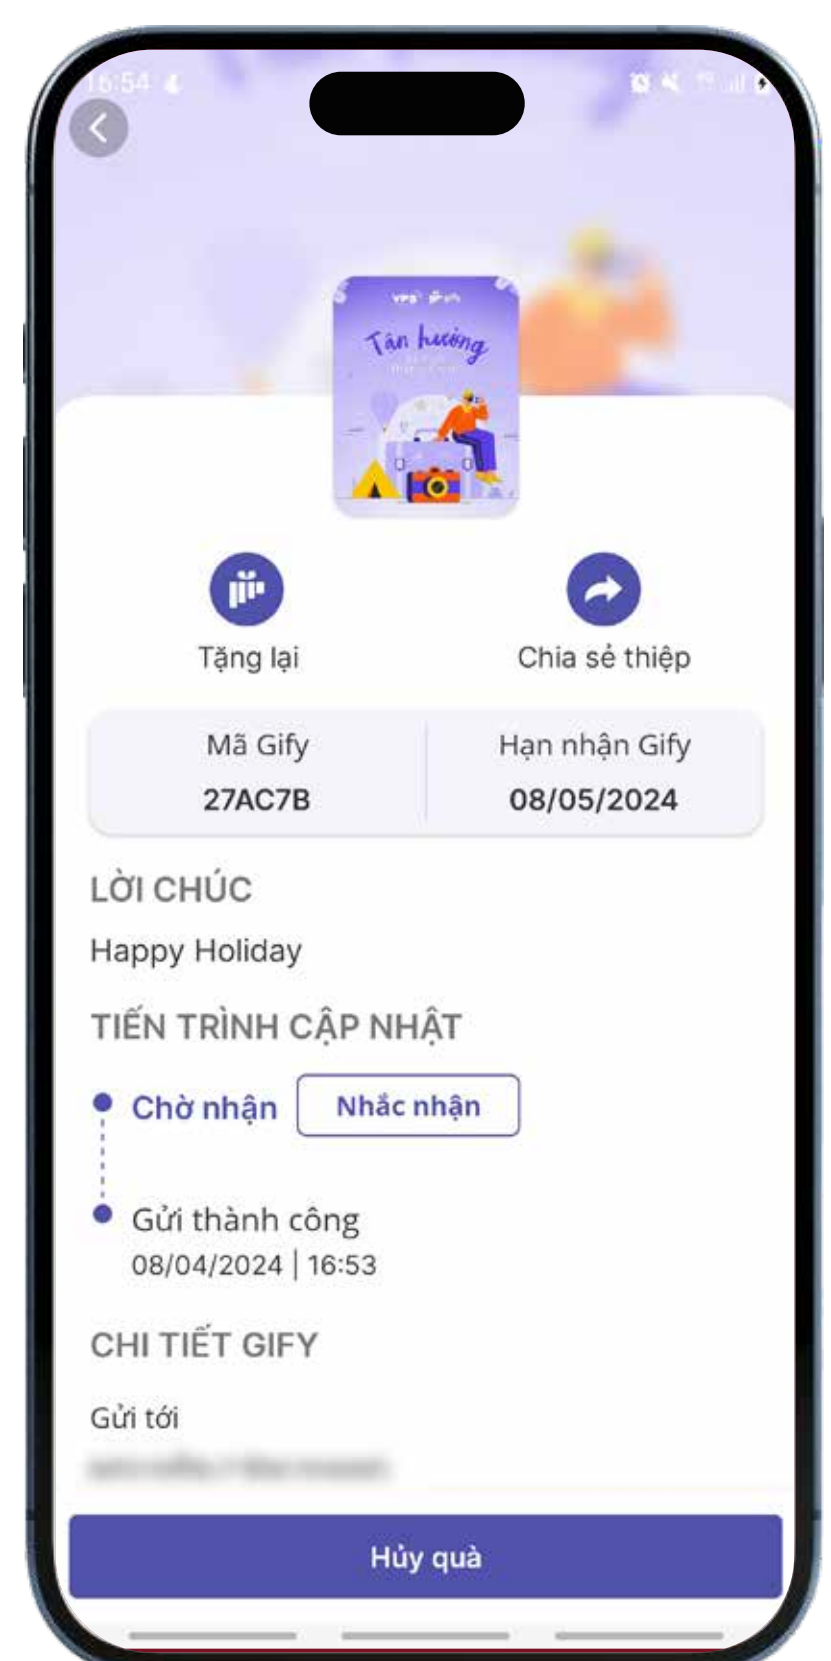 16:54
VPS
Tận hưởng
Tặng lại
Chia sẻ thiệp
Mã Gify
Hạn nhận Gify
27AC7B
08/05/2024
LỜI CHÚC
Happy Holiday
TIẾN TRÌNH CẬP NHẬT
Chờ nhận
Nhắc nhận
Gửi thành công
08/04/2024 | 16:53
CHI TIẾT GIFY
Gửi tới
Hủy quà